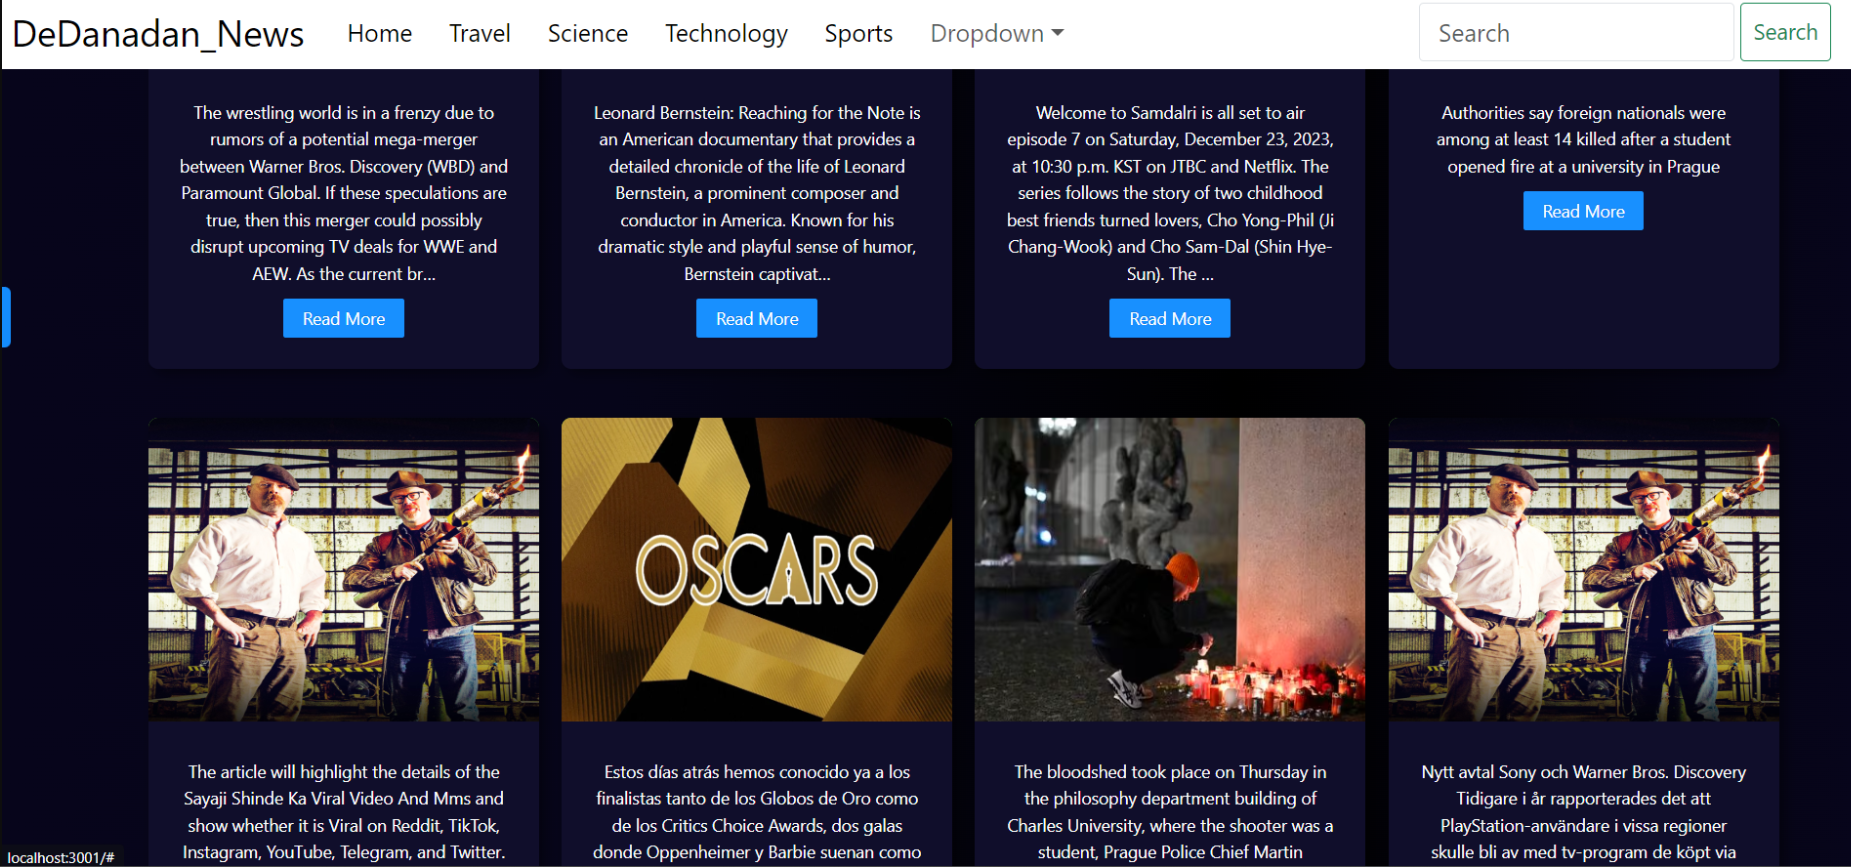 DeDanadan_News Home Travel Science Technology Sports Dropdown Search Search
The wrestling world is in a frenzy due to
rumors of a potential mega-merger
between Warner Bros. Discovery (WBD) and
Paramount Global. If these speculations are
true, then this merger could possibly
disrupt upcoming TV deals for WWE and
AEW. As the current br...
Read More
Leonard Bernstein: Reaching for the Note is
an American documentary that provides a
detailed chronicle of the life of Leonard
Bernstein, a prominent composer and
conductor in America. Known for his
dramatic style and playful sense of humor,
Bernstein captivat...
Read More
Welcome to Samdalri is all set to air
episode 7 on Saturday, December 23, 2023,
at 10:30 p.m. KST on JTBC and Netflix. The
series follows the story of two childhood
best friends turned lovers, Cho Yong-Phil (Ji
Chang-Wook) and Cho Sam-Dal (Shin Hye-
Sun). The ...
Read More
Authorities say foreign nationals were
among at least 14 killed after a student
opened fire at a university in Prague
Read More
The article will highlight the details of the
Sayaji Shinde Ka Viral Video And Mms and
show whether it is Viral on Reddit, TikTok,
Instagram, YouTube, Telegram, and Twitter.
OSCARS
Estos días atrás hemos conocido ya a los
finalistas tanto de los Globos de Oro como
de los Critics Choice Awards, dos galas
donde Oppenheimer y Barbie suenan como
The bloodshed took place on Thursday in
the philosophy department building of
Charles University, where the shooter was a
student, Prague Police Chief Martin
Nytt avtal Sony och Warner Bros. Discovery
Tidigare i år rapporterades det att
PlayStation-användare i vissa regioner
skulle bli av med tv-program de köpt via
localhost:3001/#